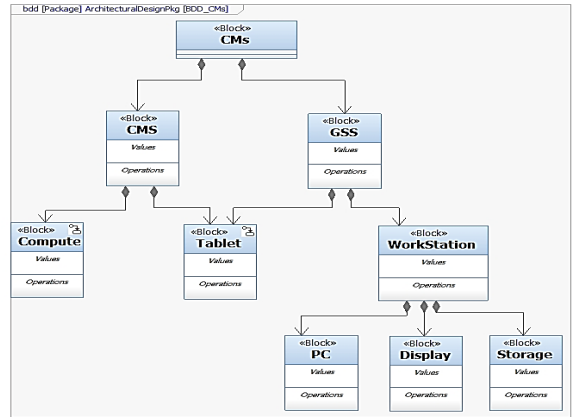 bdd [Package] ArchitecturalDesignPkg [BDD_CMs]
«Block»
CMs
«Block»
CMS
Values
Operations
«Block»
GSS
Values
Operations
«Block»
Compute
Values
Operations
«Block»
Tablet
Values
Operations
«Block»
WorkStation
Values
Operations
«Block»
PC
Values
Operations
«Block»
Display
Values
Operations
«Block»
Storage
Values
Operations